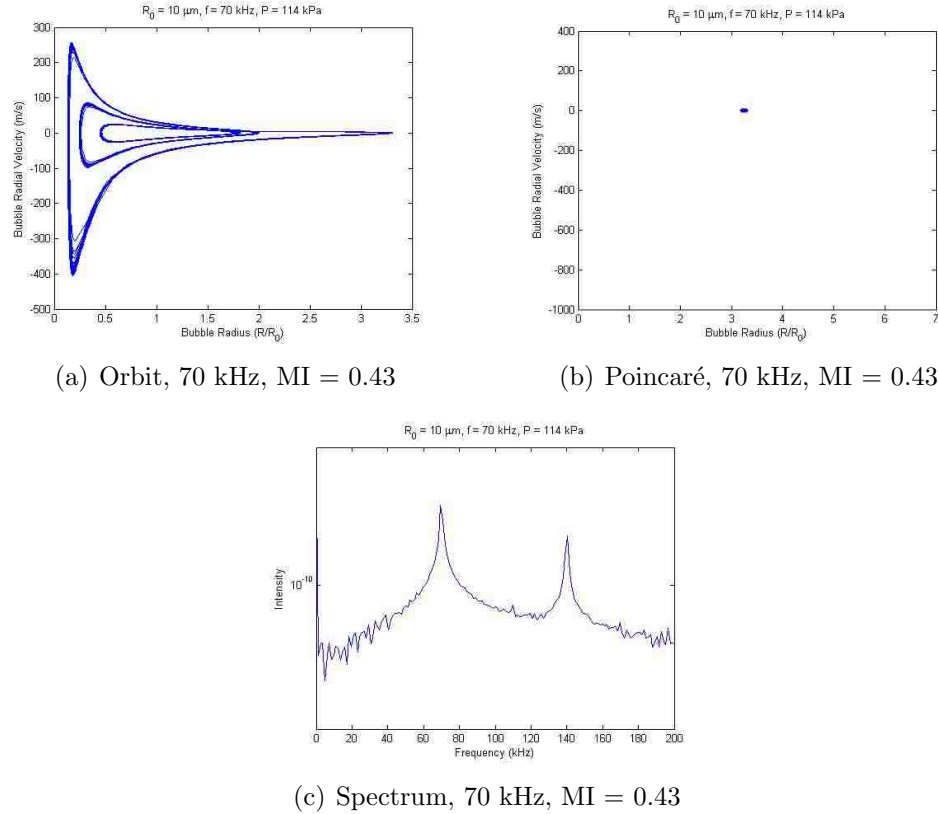 R0 = 10 μm, f = 70 kHz, P = 114 kPa
300
200
100
0
-100
-200
-300
-400
-500
Bubble Radial Velocity (m/s)
0 0.5 1 1.5 2 2.5 3 3.5
Bubble Radius (R/R0)
(a) Orbit, 70 kHz, MI = 0.43
R0 = 10 μm, f = 70 kHz, P = 114 kPa
400
200
0
-200
-400
-600
-800
-1000
Bubble Radial Velocity (m/s)
0 1 2 3 4 5 6 7
Bubble Radius (R/R0)
(b) Poincaré, 70 kHz, MI = 0.43
R0 = 10 μm, f = 70 kHz, P = 114 kPa
10-10
Intensity
0 20 40 60 80 100 120 140 160 180 200
Frequency (kHz)
(c) Spectrum, 70 kHz, MI = 0.43